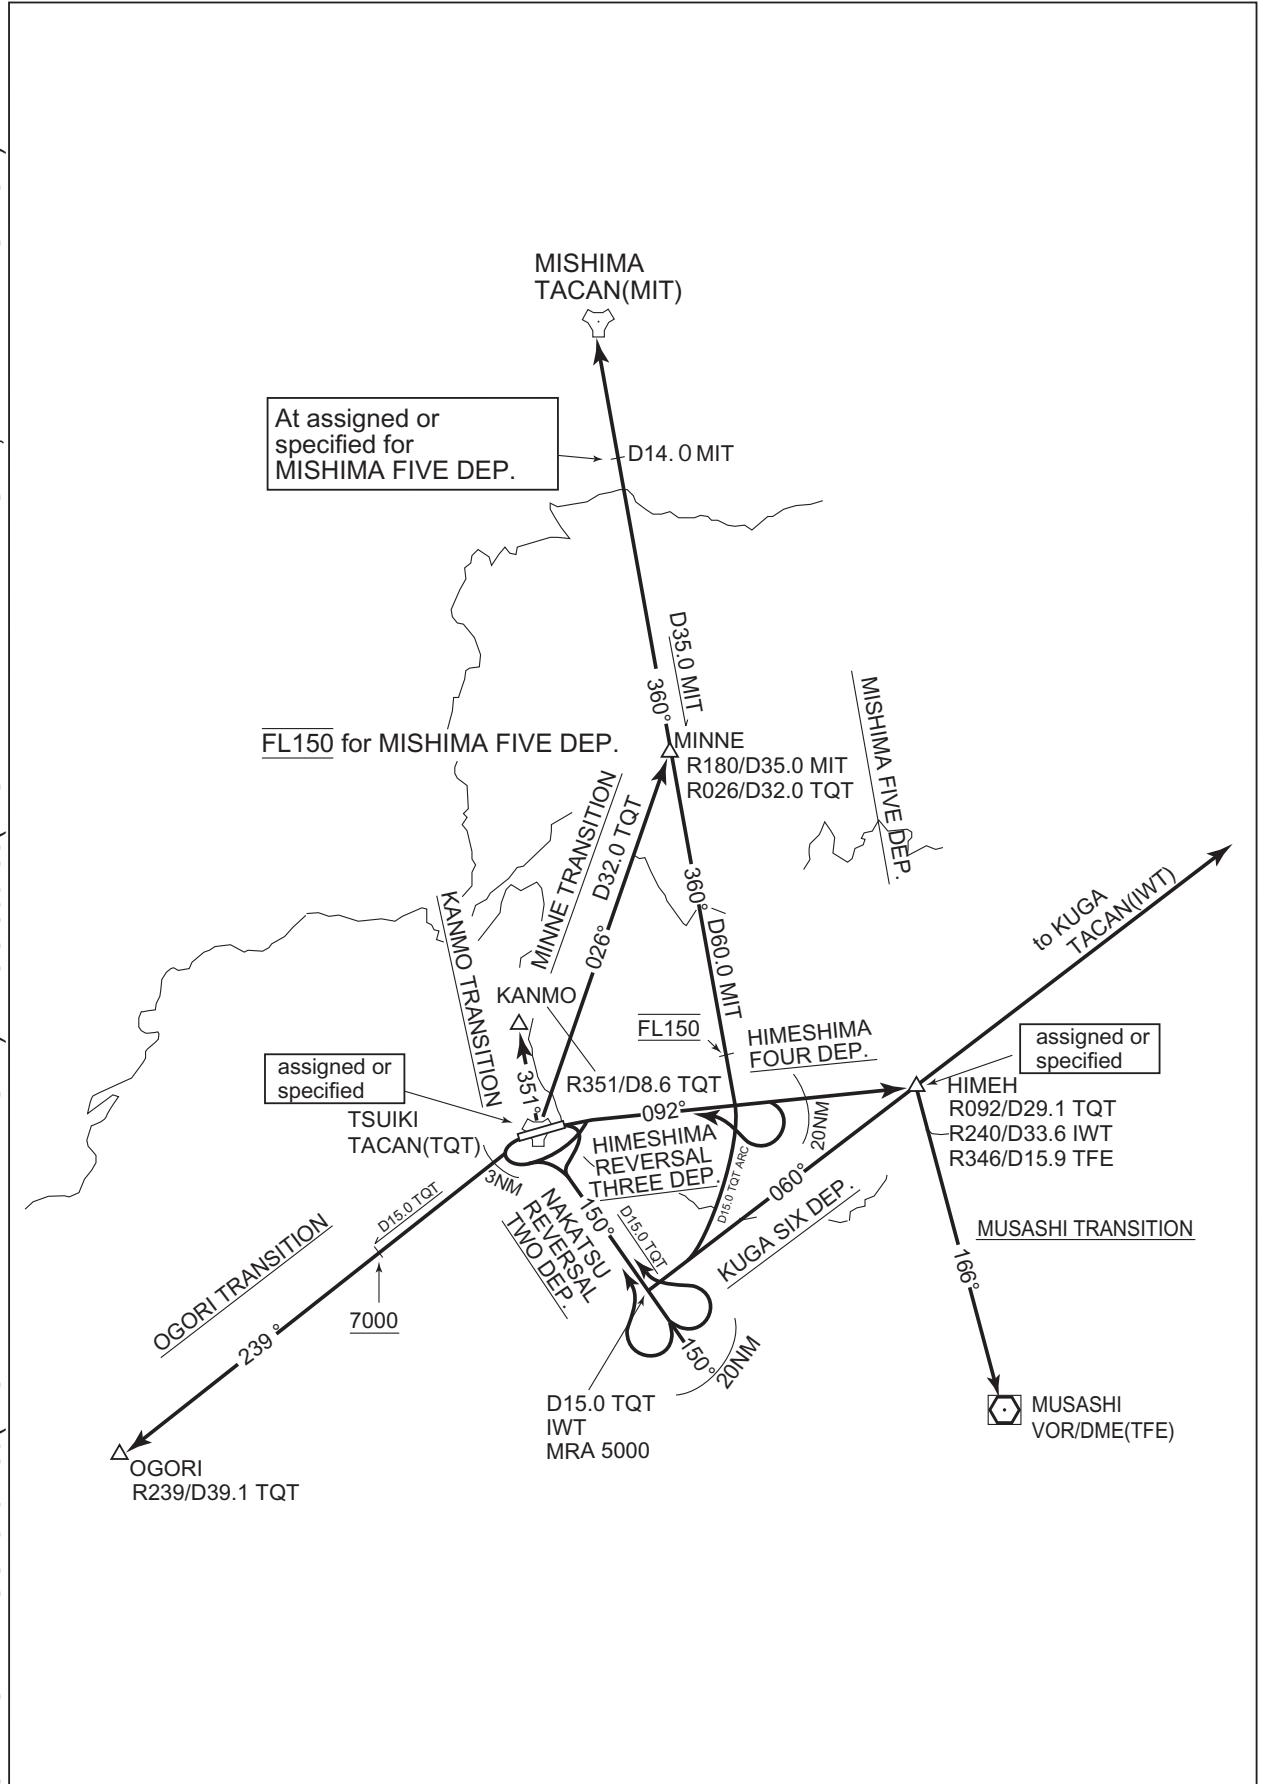 MISHIMA
TACAN(MIT)
At assigned or
specified for
MISHIMA FIVE DEP.
D14.0 MIT
D35.0 MIT
360°
FL150 for MISHIMA FIVE DEP.
MINNE
R180/D35.0 MIT
R026/D32.0 TQT
MISHIMA FIVE DEP.
MINNE TRANSITION
D32.0 TQT
026°
360°
D60.0 MIT
KANMO TRANSITION
to KUGA
TACAN(IWT)
KANMO
FL150
HIMESHIMA
FOUR DEP.
assigned or
specified
assigned or
specified
351°
R351/D8.6 TQT
HIMEH
R092/D29.1 TQT
R240/D33.6 IWT
R346/D15.9 TFE
092°
20NM
TSUIKI
TACAN(TQT)
HIMESHIMA
REVERSAL
THREE DEP.
D15.0 TQT ARC
3NM
060°
KUGA SIX DEP.
NAKATSU
REVERSAL
TWO DEP.
150°
D15.0 TQT
D15.0 TQT
OGORI TRANSITION
MUSASHI TRANSITION
166°
7000
239°
150°
20NM
D15.0 TQT
IWT
MRA 5000
MUSASHI
VOR/DME(TFE)
OGORI
R239/D39.1 TQT